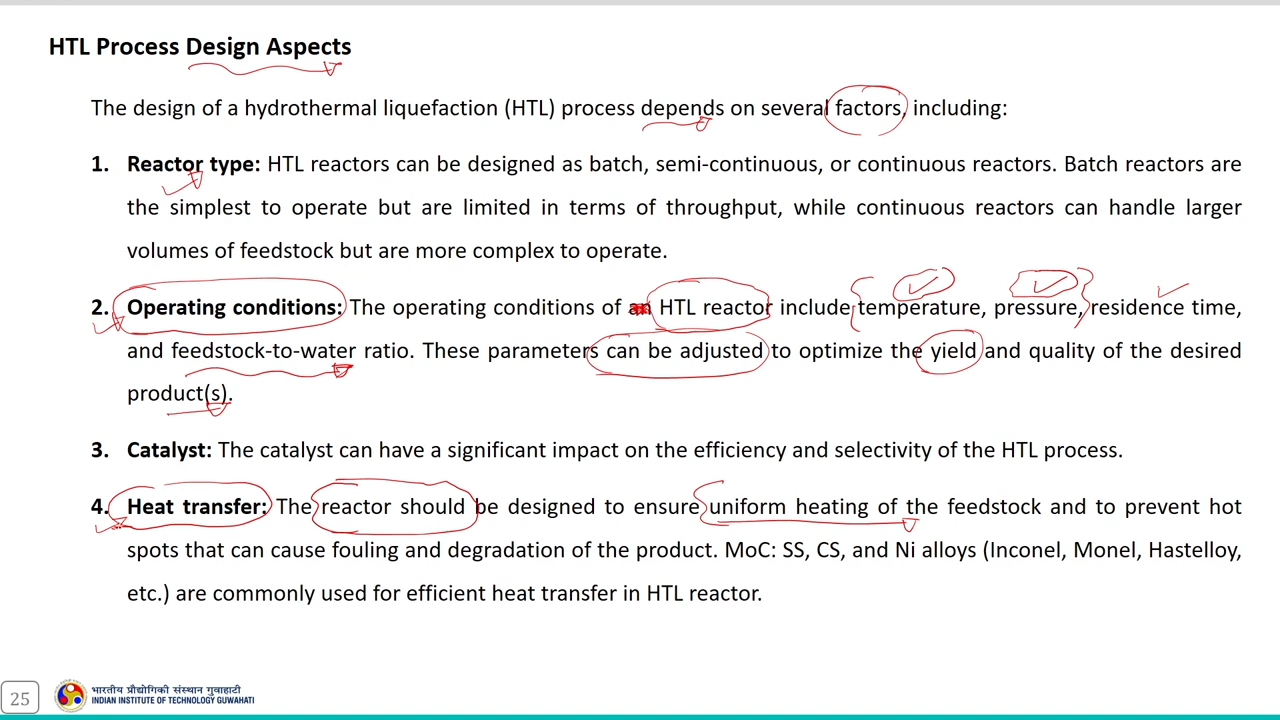 HTL Process Design Aspects
The design of a hydrothermal liquefaction (HTL) process depends on several factors, including:
1. Reactor type: HTL reactors can be designed as batch, semi-continuous, or continuous reactors. Batch reactors are
the simplest to operate but are limited in terms of throughput, while continuous reactors can handle larger
volumes of feedstock but are more complex to operate.
2. Operating conditions: The operating conditions of an HTL reactor include temperature, pressure, residence time,
and feedstock-to-water ratio. These parameters can be adjusted to optimize the yield and quality of the desired
product(s).
3. Catalyst: The catalyst can have a significant impact on the efficiency and selectivity of the HTL process.
4. Heat transfer: The reactor should be designed to ensure uniform heating of the feedstock and to prevent hot
spots that can cause fouling and degradation of the product. MoC: SS, CS, and Ni alloys (Inconel, Monel, Hastelloy,
etc.) are commonly used for efficient heat transfer in HTL reactor.
25
भारतीय प्रौद्योगिकी संस्थान गुवाहाटी
INDIAN INSTITUTE OF TECHNOLOGY GUWAHATI